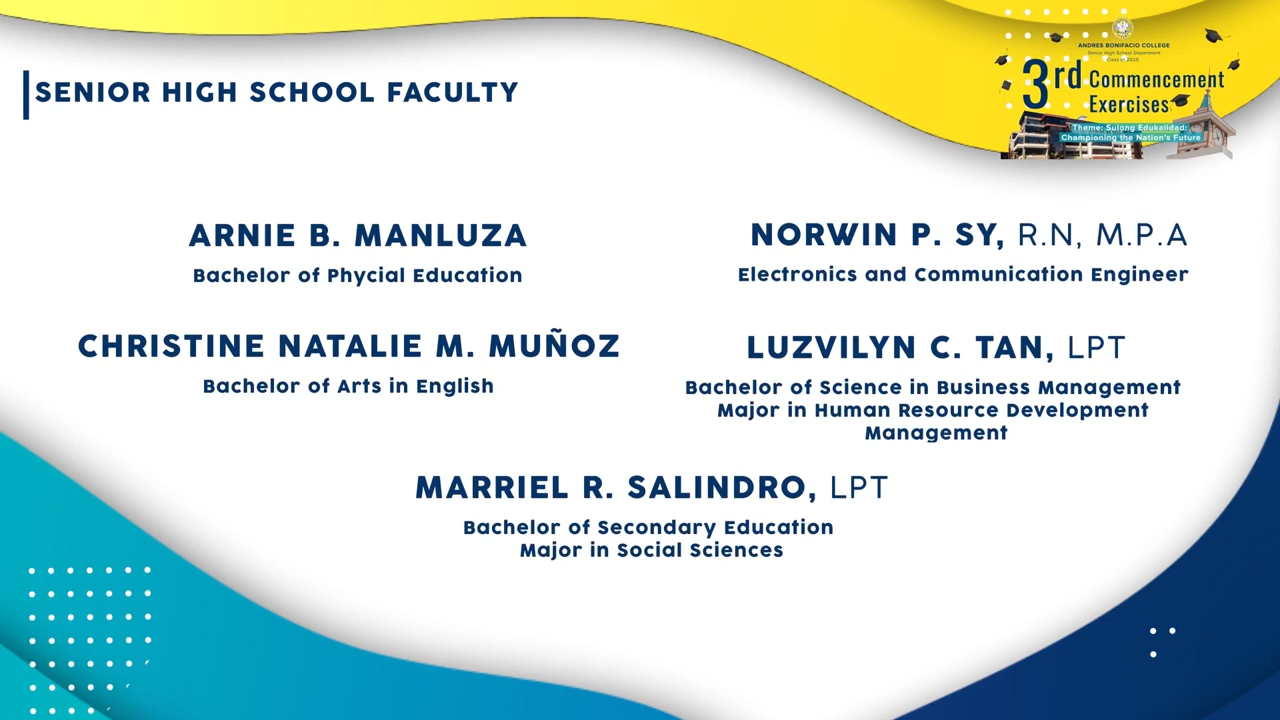 SENIOR HIGH SCHOOL FACULTY
ANDRES BONIFACIO COLLEGE
Senior High School Department
Class of 2020
3rd Commencement
Exercises
Theme: Sulong Edukalidad:
Championing the Nation's Future
ARNIE B. MANLUZA
Bachelor of Phycial Education
NORWIN P. SY, R.N, M.P.A
Electronics and Communication Engineer
CHRISTINE NATALIE M. MUÑOZ
Bachelor of Arts in English
LUZVILYN C. TAN, LPT
Bachelor of Science in Business Management
Major in Human Resource Development
Management
MARRIEL R. SALINDRO, LPT
Bachelor of Secondary Education
Major in Social Sciences